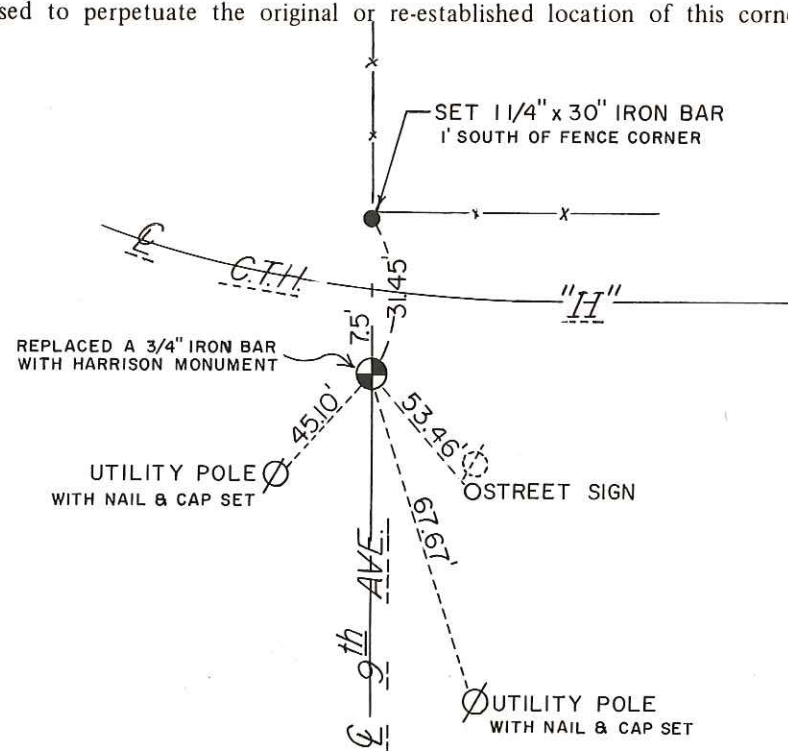 sed to perpetuate the original or re-established location of this corne
SET 1 1/4" x 30" IRON BAR
1' SOUTH OF FENCE CORNER
℄
C.T.H.
"H"
31.45'
7.5'
REPLACED A 3/4" IRON BAR
WITH HARRISON MONUMENT
45.10'
53.46'
UTILITY POLE
WITH NAIL & CAP SET
STREET SIGN
67.67'
℄ 9th AVE.
UTILITY POLE
WITH NAIL & CAP SET